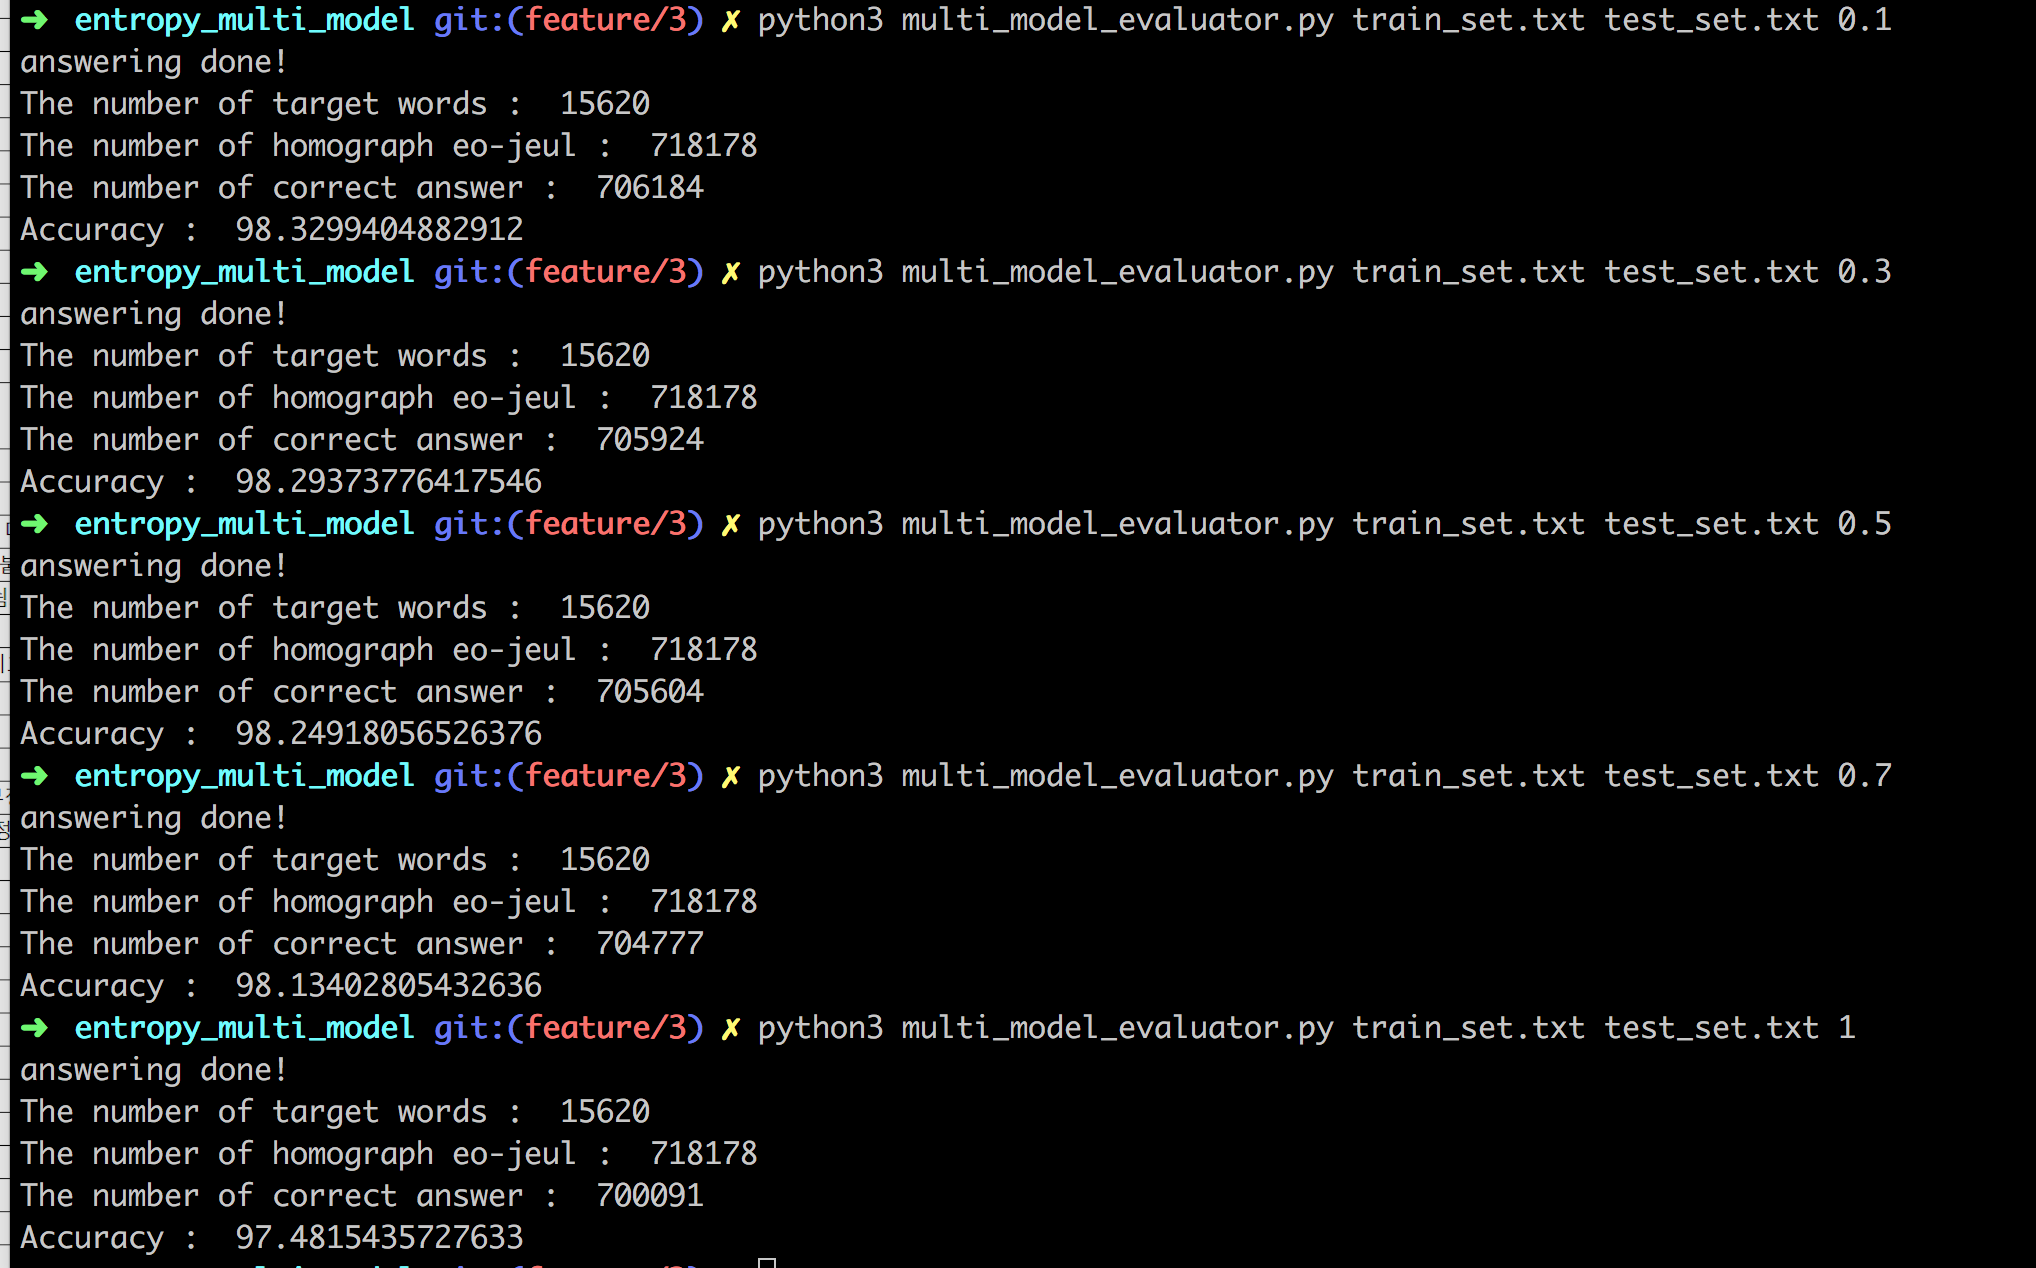 ➜ entropy_multi_model git:(feature/3) ✗ python3 multi_model_evaluator.py train_set.txt test_set.txt 0.1
answering done!
The number of target words :  15620
The number of homograph eo-jeul :  718178
The number of correct answer :  706184
Accuracy :  98.3299404882912
➜ entropy_multi_model git:(feature/3) ✗ python3 multi_model_evaluator.py train_set.txt test_set.txt 0.3
answering done!
The number of target words :  15620
The number of homograph eo-jeul :  718178
The number of correct answer :  705924
Accuracy :  98.29373776417546
➜ entropy_multi_model git:(feature/3) ✗ python3 multi_model_evaluator.py train_set.txt test_set.txt 0.5
answering done!
The number of target words :  15620
The number of homograph eo-jeul :  718178
The number of correct answer :  705604
Accuracy :  98.24918056526376
➜ entropy_multi_model git:(feature/3) ✗ python3 multi_model_evaluator.py train_set.txt test_set.txt 0.7
answering done!
The number of target words :  15620
The number of homograph eo-jeul :  718178
The number of correct answer :  704777
Accuracy :  98.13402805432636
➜ entropy_multi_model git:(feature/3) ✗ python3 multi_model_evaluator.py train_set.txt test_set.txt 1
answering done!
The number of target words :  15620
The number of homograph eo-jeul :  718178
The number of correct answer :  700091
Accuracy :  97.4815435727633